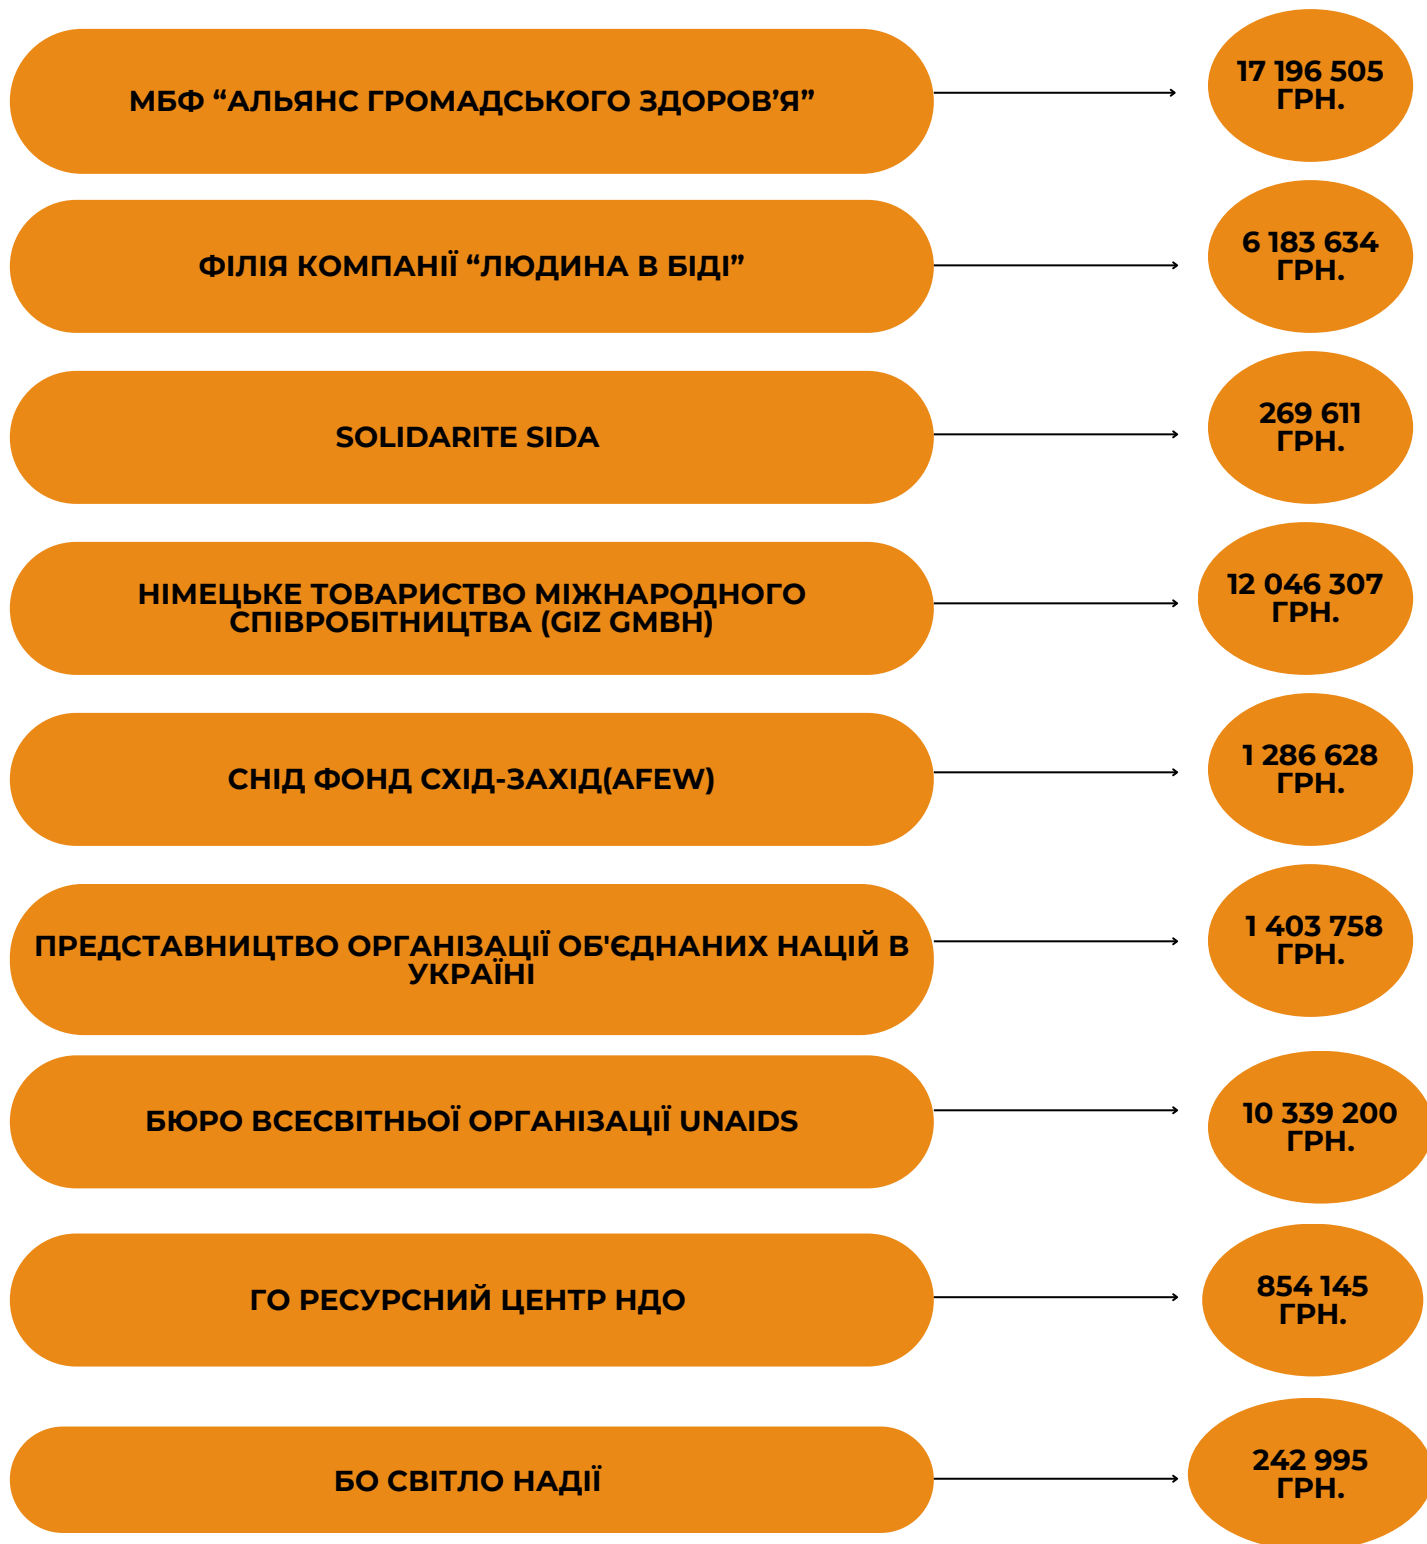 МБФ “АЛЬЯНС ГРОМАДСЬКОГО ЗДОРОВ’Я”
17 196 505
ГРН.
ФІЛІЯ КОМПАНІЇ “ЛЮДИНА В БІДІ”
6 183 634
ГРН.
SOLIDARITE SIDA
269 611
ГРН.
НІМЕЦЬКЕ ТОВАРИСТВО МІЖНАРОДНОГО
СПІВРОБІТНИЦТВА (GIZ GMBH)
12 046 307
ГРН.
СНІД ФОНД СХІД-ЗАХІД(AFEW)
1 286 628
ГРН.
ПРЕДСТАВНИЦТВО ОРГАНІЗАЦІЇ ОБ'ЄДНАНИХ НАЦІЙ В
УКРАЇНІ
1 403 758
ГРН.
БЮРО ВСЕСВІТНЬОЇ ОРГАНІЗАЦІЇ UNAIDS
10 339 200
ГРН.
ГО РЕСУРСНИЙ ЦЕНТР НДО
854 145
ГРН.
БО СВІТЛО НАДІЇ
242 995
ГРН.